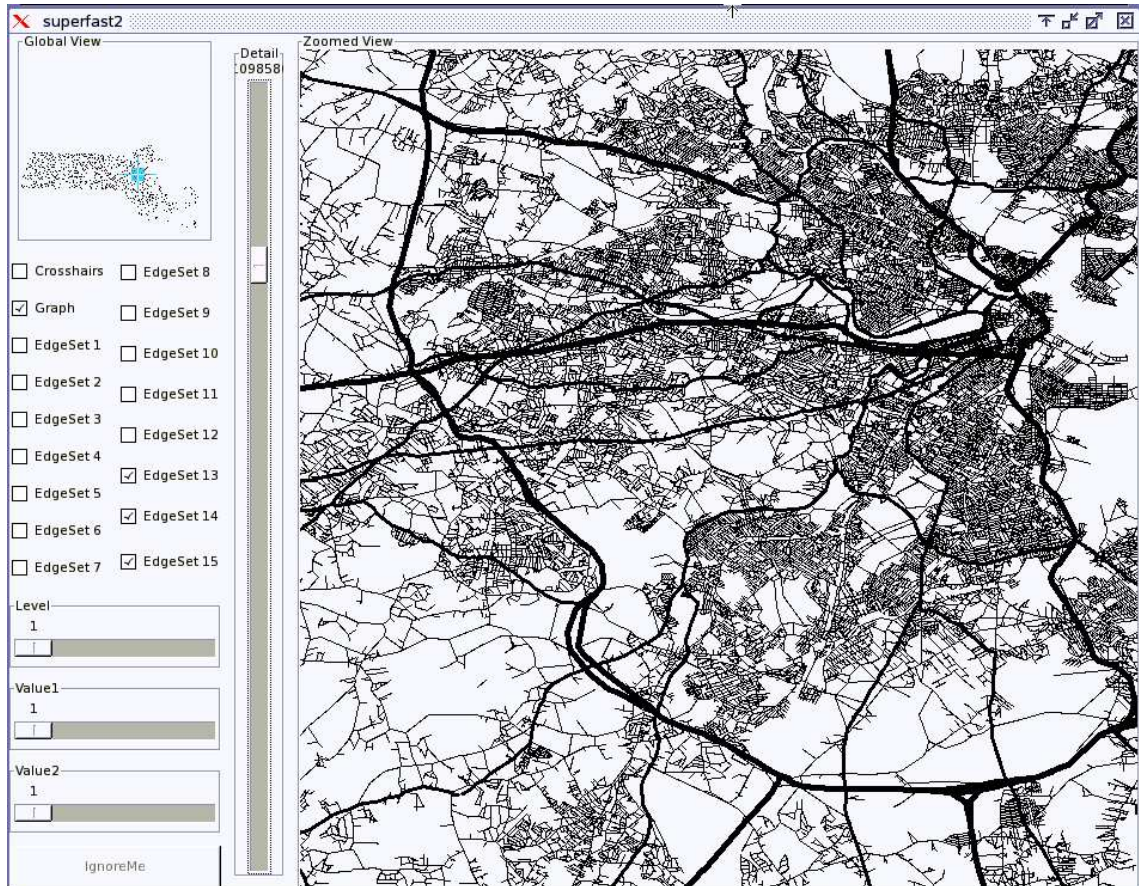 superfast2
Global View
Detail
Zoomed View
Crosshairs
Graph
EdgeSet 1
EdgeSet 2
EdgeSet 3
EdgeSet 4
EdgeSet 5
EdgeSet 6
EdgeSet 7
EdgeSet 8
EdgeSet 9
EdgeSet 10
EdgeSet 11
EdgeSet 12
EdgeSet 13
EdgeSet 14
EdgeSet 15
Level
1
Value1
1
Value2
1
IgnoreMe